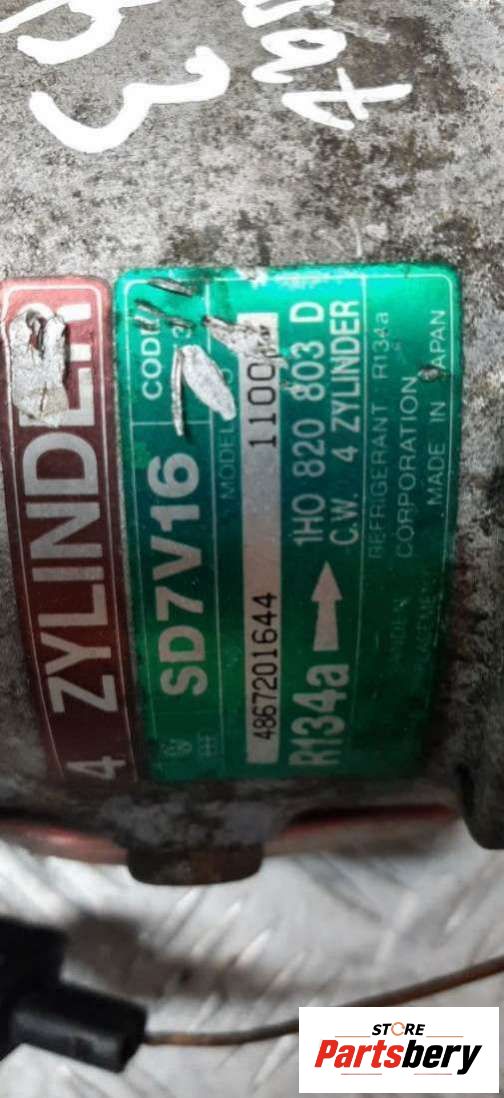 h3
4 ZYLINDER
SD7V16
CODE
MODEL
4867201644 1100
R134a 1H0 820 803 D
C.W. 4 ZYLINDER
REFRIGERANT R134a
CORPORATION
MADE IN JAPAN
STORE
Partsbery